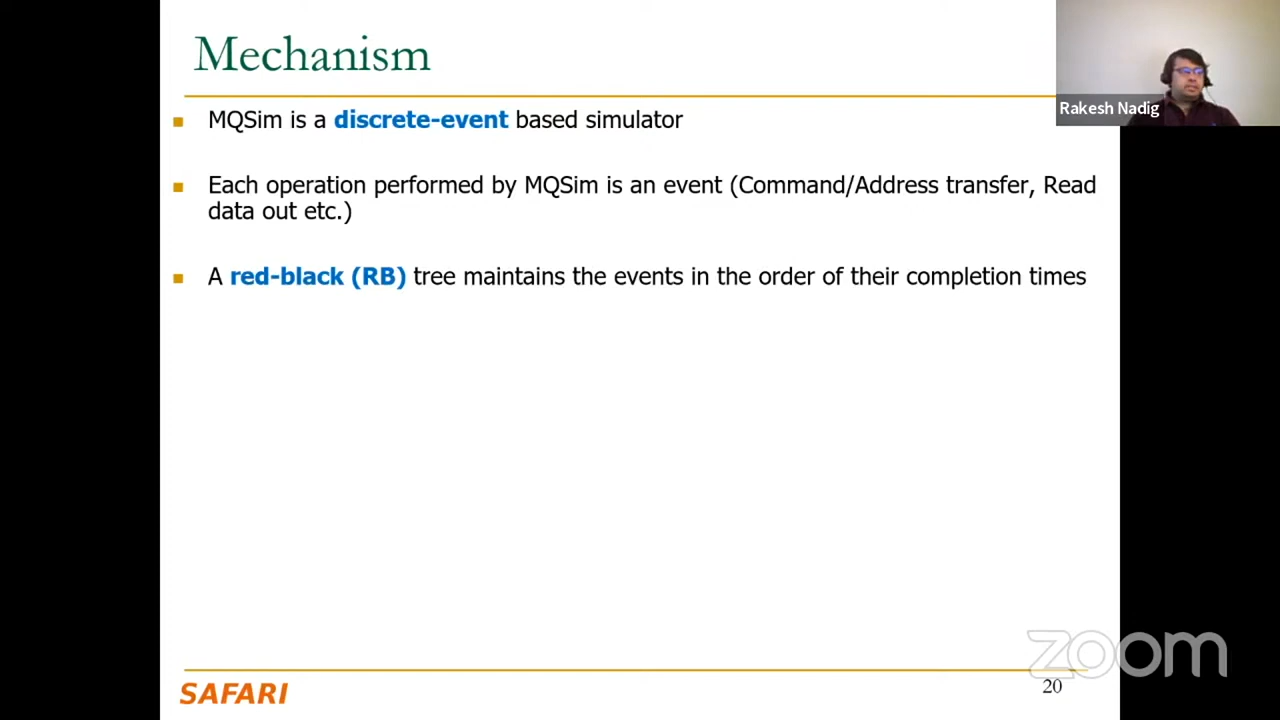 Mechanism
Rakesh Nadig
MQSim is a discrete-event based simulator
Each operation performed by MQSim is an event (Command/Address transfer, Read
data out etc.)
A red-black (RB) tree maintains the events in the order of their completion times
zoom
SAFARI
20